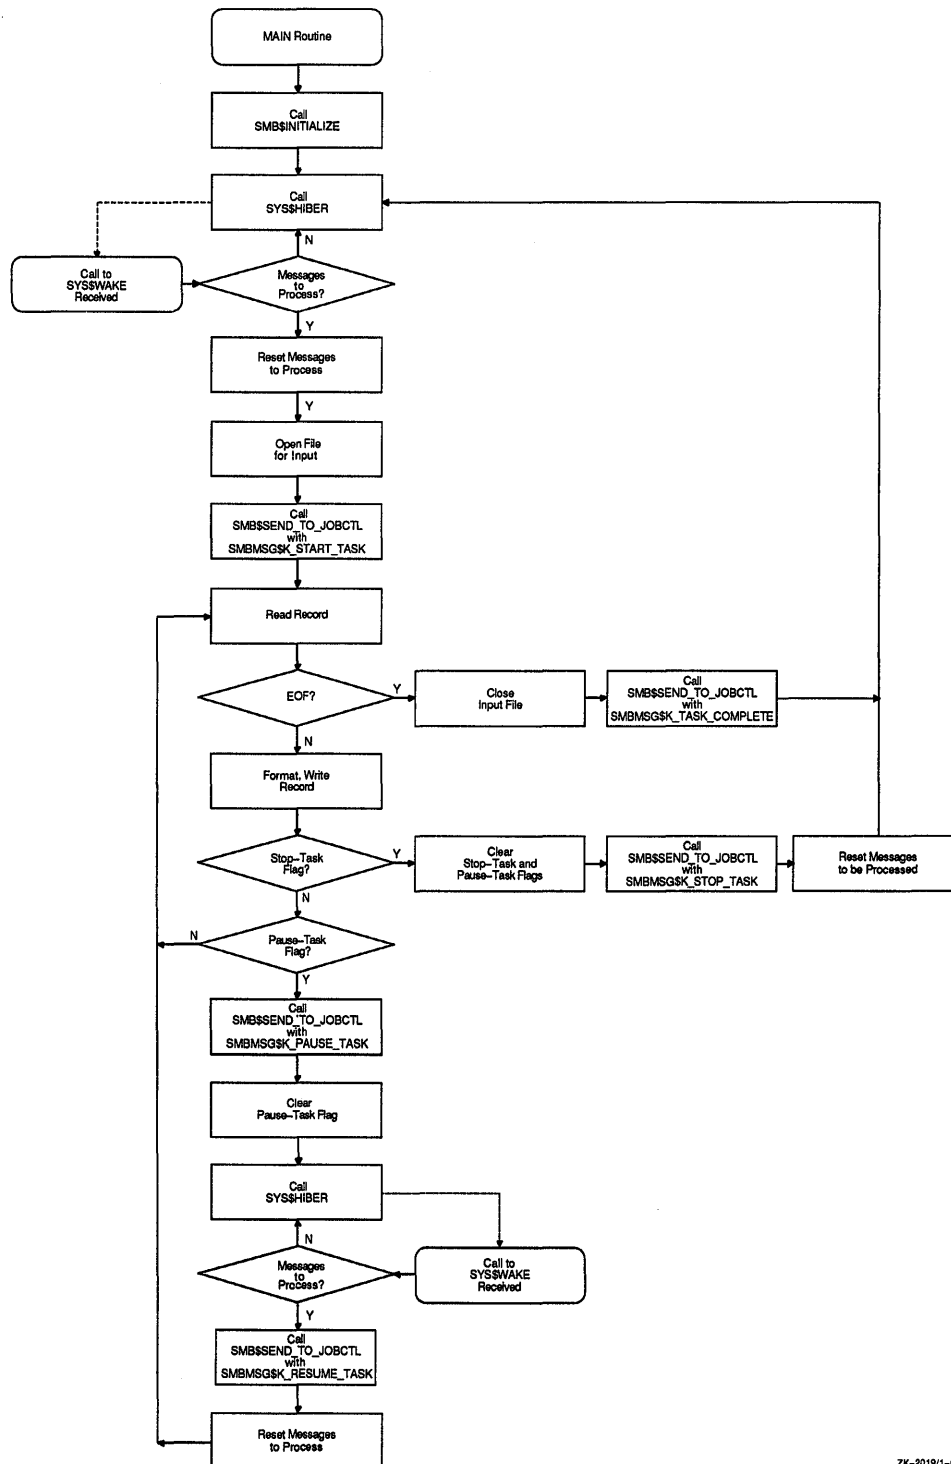 MAIN Routine
Call
SMB$INITIALIZE
Call
SYS$HIBER
N
Call to
SYS$WAKE
Received
Messages
to
Process?
Y
Reset Messages
to Process
Y
Open File
for Input
Call
SMB$SEND_TO_JOBCTL
with
SMBMSG$K_START_TASK
Read Record
EOF?
Y
Close
Input File
Call
SMB$SEND_TO_JOBCTL
with
SMBMSG$K_TASK_COMPLETE
N
Format, Write
Record
Stop-Task
Flag?
Y
Clear
Stop-Task and
Pause-Task Flags
Call
SMB$SEND_TO_JOBCTL
with
SMBMSG$K_STOP_TASK
Reset Messages
to be Processed
N
N
Pause-Task
Flag?
Y
Call
SMB$SEND_TO_JOBCTL
with
SMBMSG$K_PAUSE_TASK
Clear
Pause-Task Flag
Call
SYS$HIBER
N
Messages
to
Process?
Call to
SYS$WAKE
Received
Y
Call
SMB$SEND_TO_JOBCTL
with
SMBMSG$K_RESUME_TASK
Reset Messages
to Process